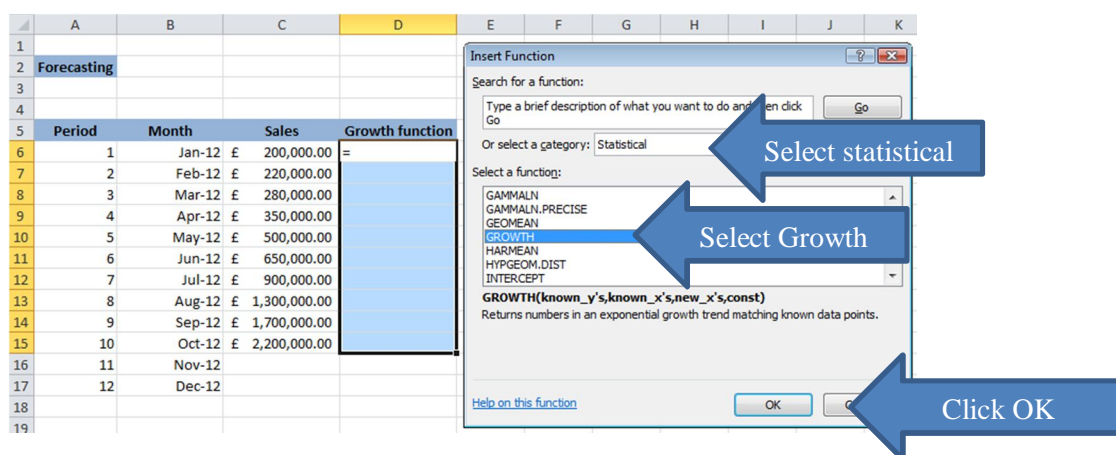 A B C D E F G H I J K
1
2 Forecasting
3
4
5 Period Month Sales Growth function
6 1 Jan-12 £ 200,000.00 =
7 2 Feb-12 £ 220,000.00
8 3 Mar-12 £ 280,000.00
9 4 Apr-12 £ 350,000.00
10 5 May-12 £ 500,000.00
11 6 Jun-12 £ 650,000.00
12 7 Jul-12 £ 900,000.00
13 8 Aug-12 £ 1,300,000.00
14 9 Sep-12 £ 1,700,000.00
15 10 Oct-12 £ 2,200,000.00
16 11 Nov-12
17 12 Dec-12
18
19
Insert Function
Search for a function:
Type a brief description of what you want to do and then click
Go
Go
Or select a category: Statistical
Select statistical
Select a function:
GAMMALN
GAMMALN.PRECISE
GEOMEAN
GROWTH
HARMEAN
HYPGEOM.DIST
INTERCEPT
Select Growth
GROWTH(known_y's,known_x's,new_x's,const)
Returns numbers in an exponential growth trend matching known data points.
Help on this function
OK
Click OK